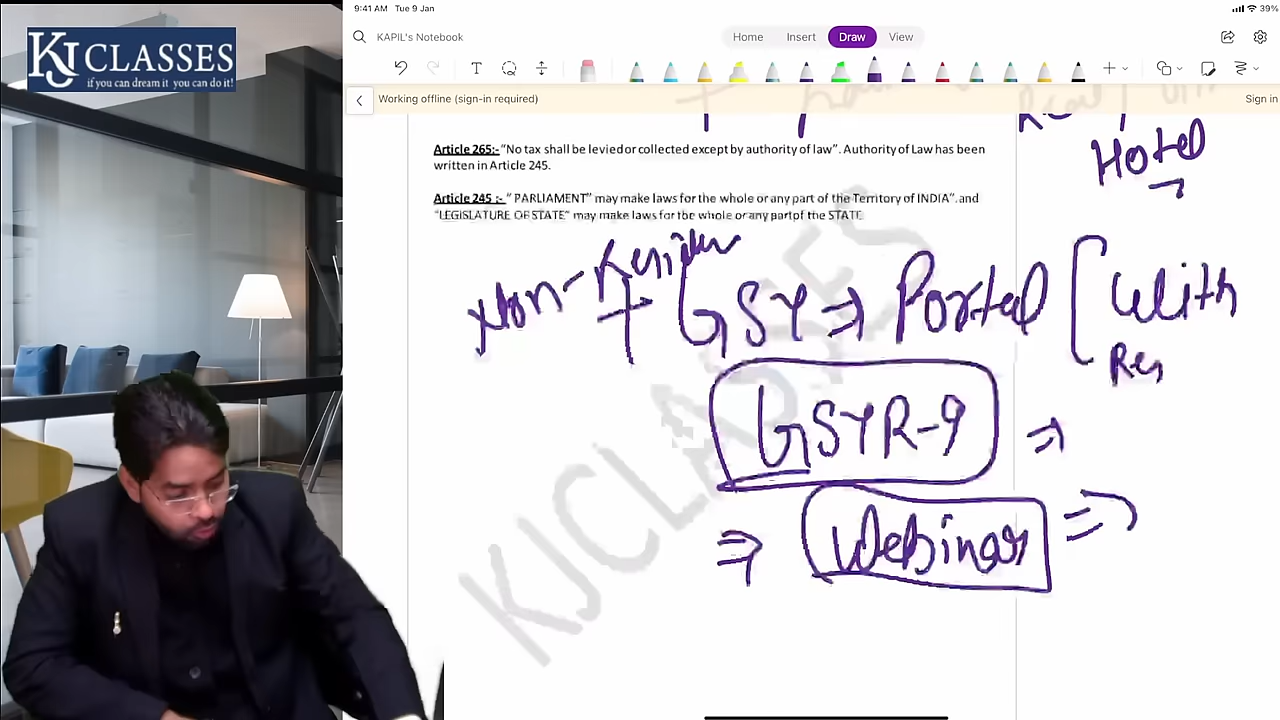 KJ CLASSES
if you can dream it you can do it!
9:41 AM Tue 9 Jan
39%
KAPIL's Notebook
Home Insert Draw View
Working offline (sign-in required)
Sign in
Hotel
Article 265:- "No tax shall be levied or collected except by authority of law". Authority of Law has been
written in Article 245.
Article 245 :- " PARLIAMENT" may make laws for the whole or any part of the Territory of INDIA".and
"LEGISLATURE OF STATE" may make laws for the whole or any part of the STATE
GST ⇒ Portal [ With
Res
GSTR-9 ⇒
⇒ Webinar ⇒
KJCLASSES